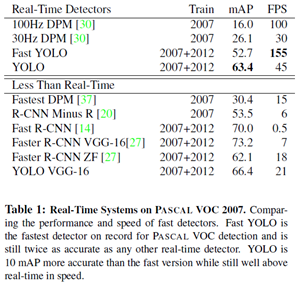 Real-Time Detectors Train mAP FPS
100Hz DPM [30] 2007 16.0 100
30Hz DPM [30] 2007 26.1 30
Fast YOLO 2007+2012 52.7 155
YOLO 2007+2012 63.4 45
Less Than Real-Time
Fastest DPM [37] 2007 30.4 15
R-CNN Minus R [20] 2007 53.5 6
Fast R-CNN [14] 2007+2012 70.0 0.5
Faster R-CNN VGG-16[27] 2007+2012 73.2 7
Faster R-CNN ZF [27] 2007+2012 62.1 18
YOLO VGG-16 2007+2012 66.4 21
Table 1: Real-Time Systems on PASCAL VOC 2007. Compar-
ing the performance and speed of fast detectors. Fast YOLO is
the fastest detector on record for PASCAL VOC detection and is
still twice as accurate as any other real-time detector. YOLO is
10 mAP more accurate than the fast version while still well above
real-time in speed.